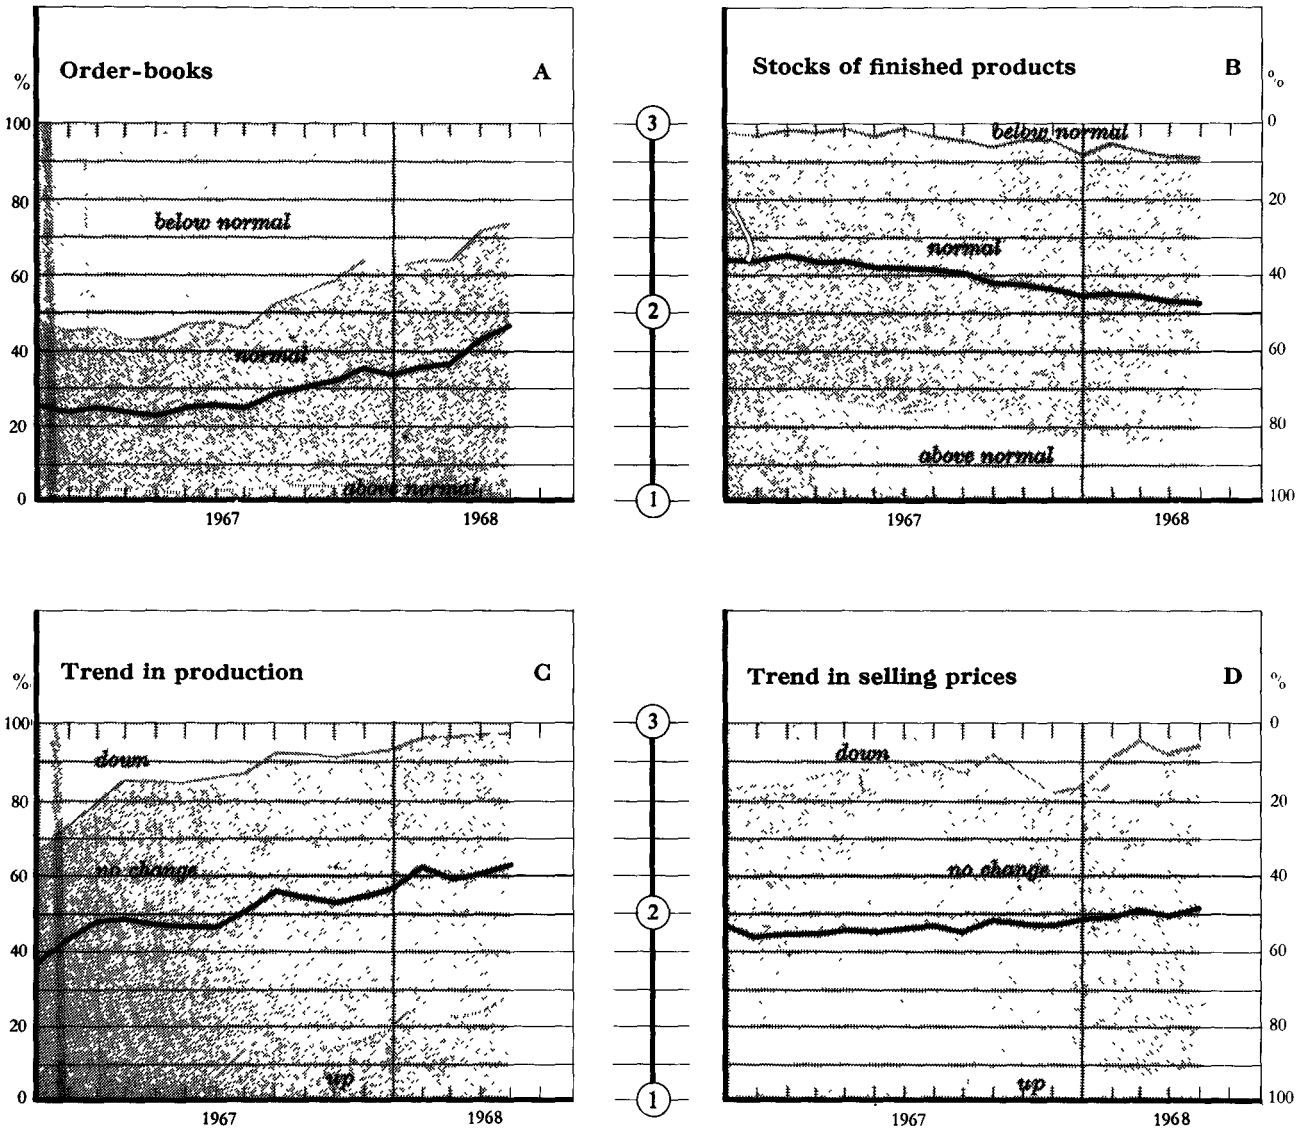 Order-books A
%
100
80
60
40
20
0
below normal
normal
above normal
1967 1968
3
2
1
Stocks of finished products B
%
0
20
40
60
80
100
below normal
normal
above normal
1967 1968
Trend in production C
%
100
80
60
40
20
0
down
no change
up
1967 1968
3
2
1
Trend in selling prices D
%
0
20
40
60
80
100
down
no change
up
1967 1968